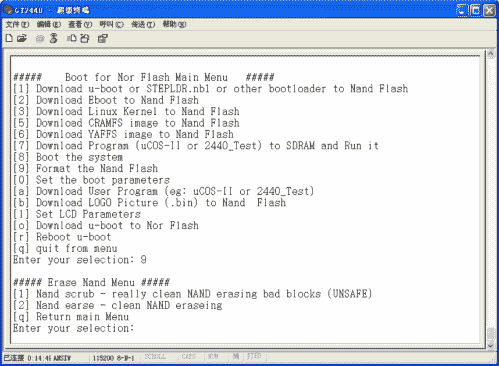 GT2440 - 超级终端
文件(F) 编辑(E) 查看(V) 呼叫(C) 传送(T) 帮助(H)
##### Boot for Nor Flash Main Menu #####
[1] Download u-boot or STEPLDR.nb1 or other bootloader to Nand Flash
[2] Download Eboot to Nand Flash
[3] Download Linux Kernel to Nand Flash
[5] Download CRAMFS image to Nand Flash
[6] Download YAFFS image to Nand Flash
[7] Download Program (uCOS-II or 2440_Test) to SDRAM and Run it
[8] Boot the system
[9] Format the Nand Flash
[0] Set the boot parameters
[a] Download User Program (eg: uCOS-II or 2440_Test)
[b] Download LOGO Picture (.bin) to Nand  Flash
[l] Set LCD Parameters
[o] Download u-boot to Nor Flash
[r] Reboot u-boot
[q] quit from menu
Enter your selection: 9
##### Erase Nand Menu #####
[1] Nand scrub - really clean NAND erasing bad blocks (UNSAFE)
[2] Nand earse - clean NAND eraseing
[q] Return main Menu
Enter your selection:
已连接 0:14:41 ANSIW 115200 8-N-1 SCROLL CAPS NUM